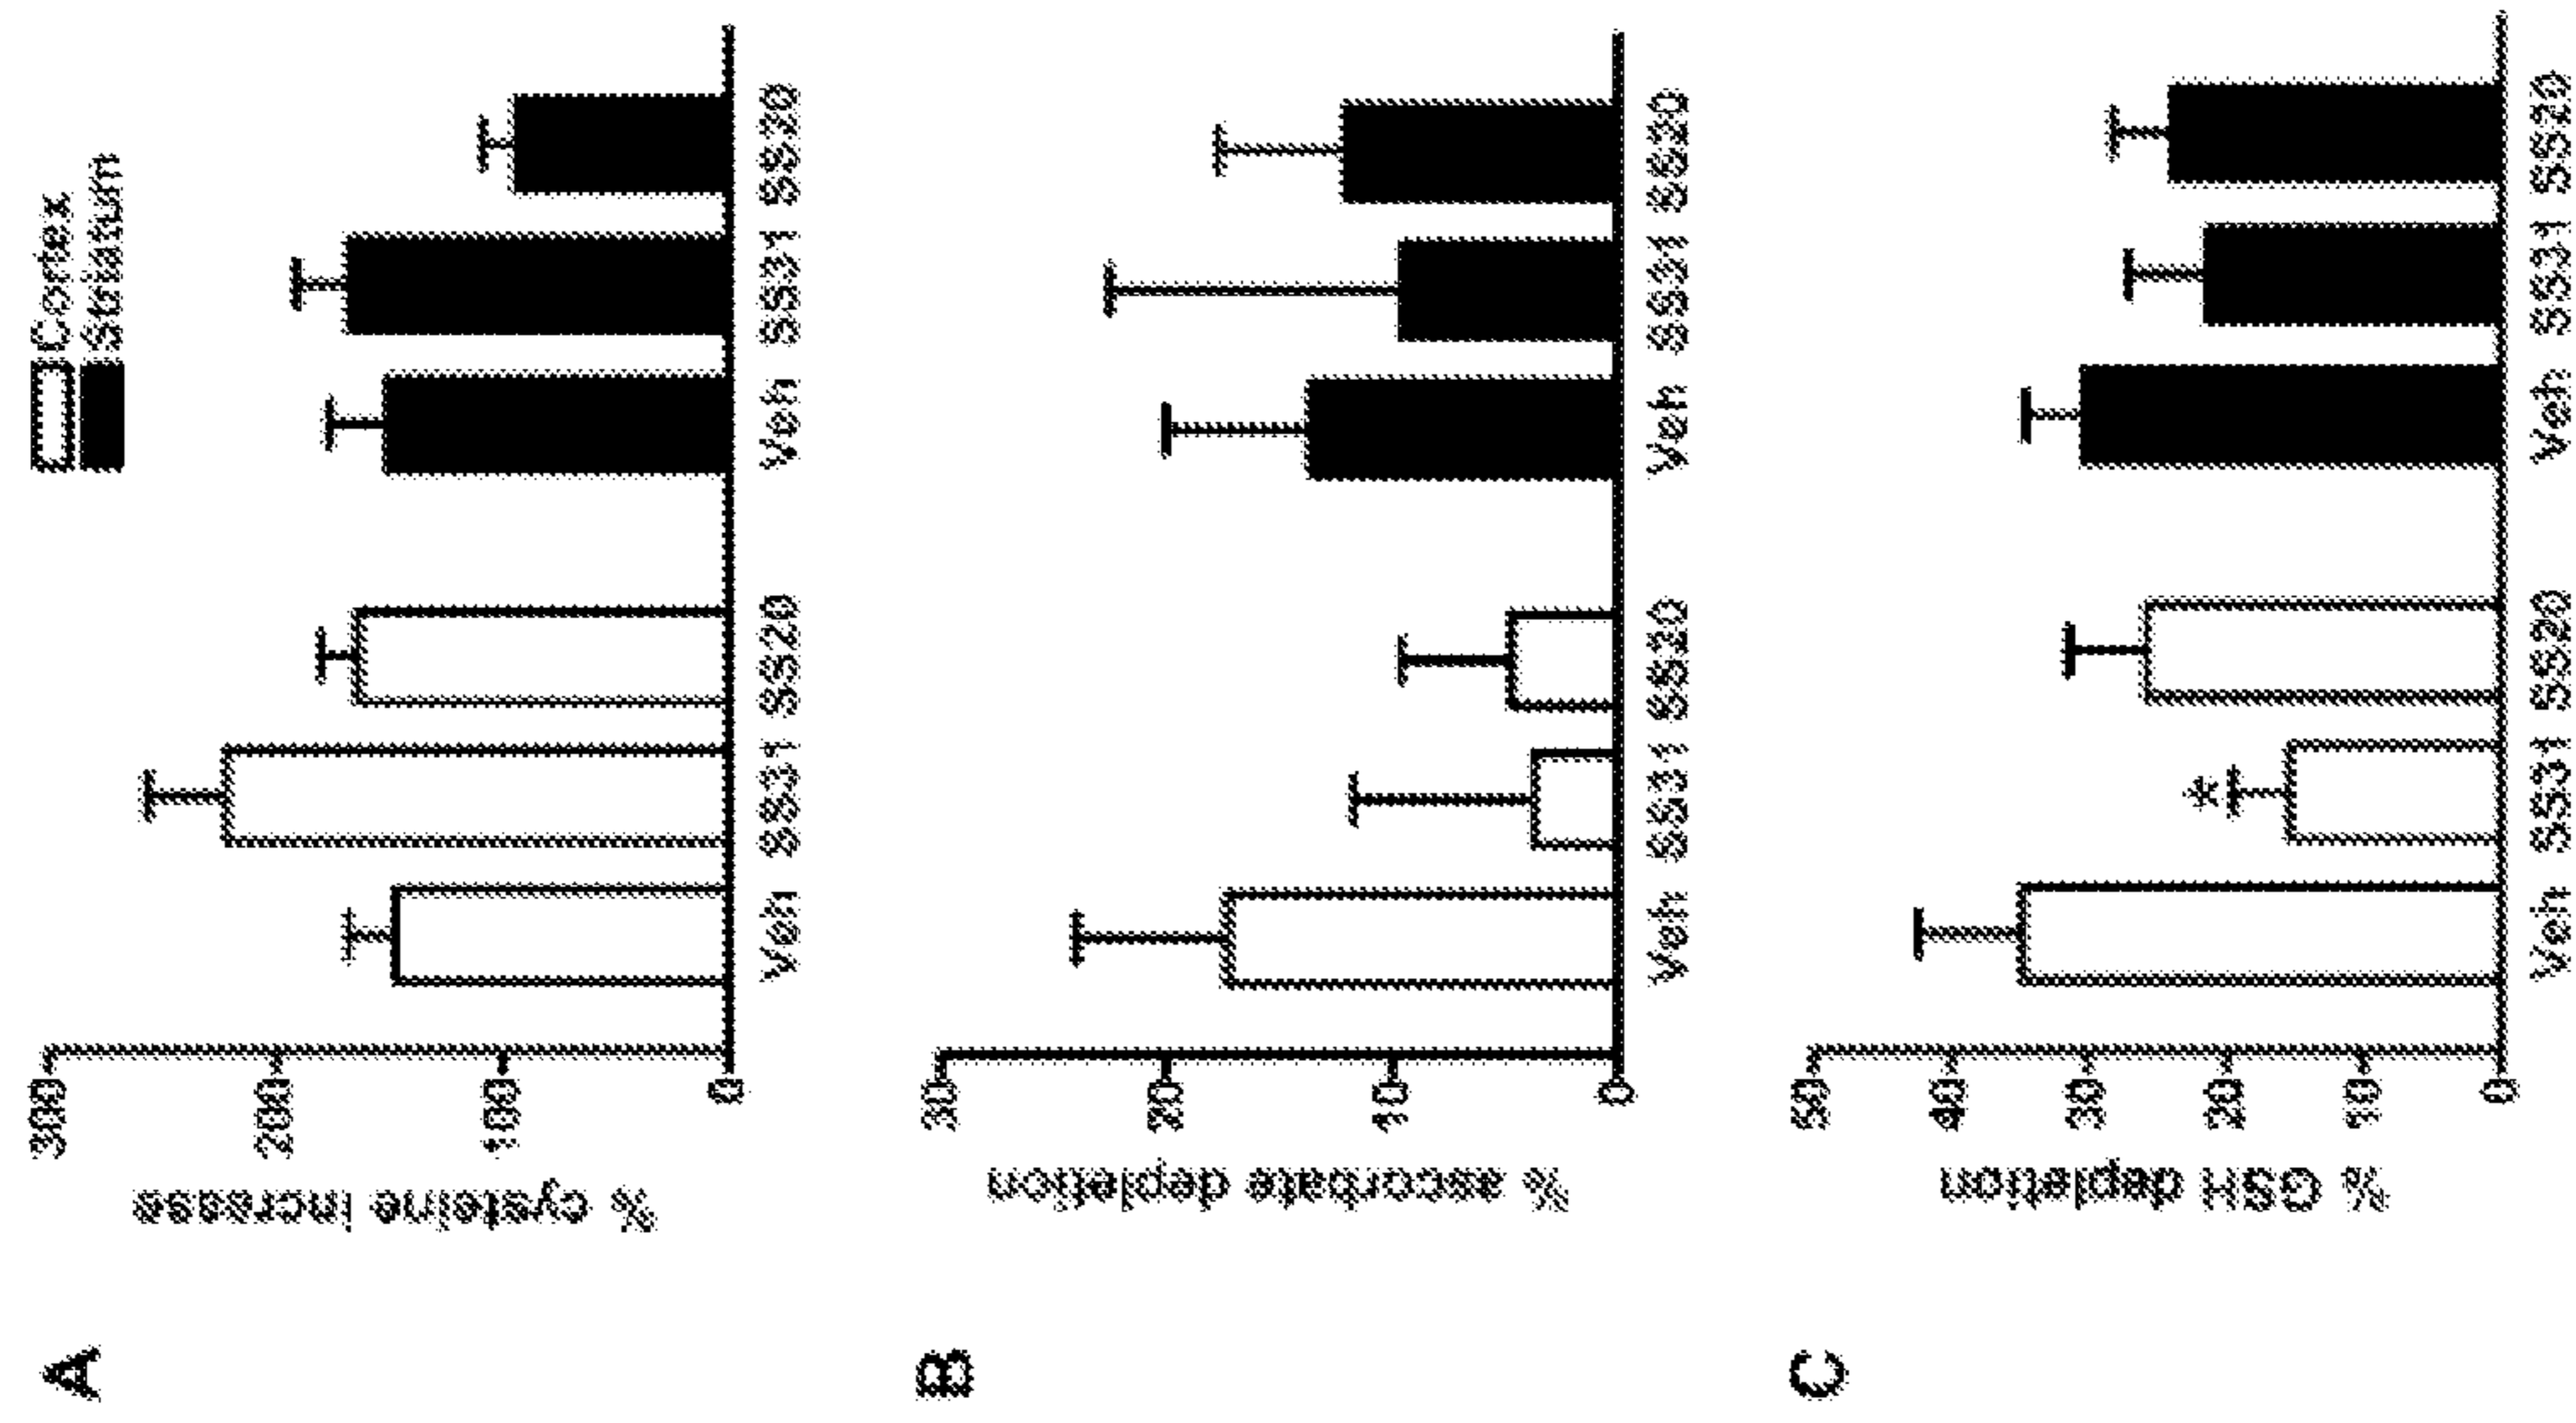 A
Cortex
Striatum
% cysteine increase
300
200
100
0
Veh SS31 SS20 Veh SS31 SS20
B
% ascorbate depletion
30
20
10
0
Veh SS31 SS20 Veh SS31 SS20
C
% GSH depletion
50
40
30
20
10
0
*
Veh SS31 SS20 Veh SS31 SS20